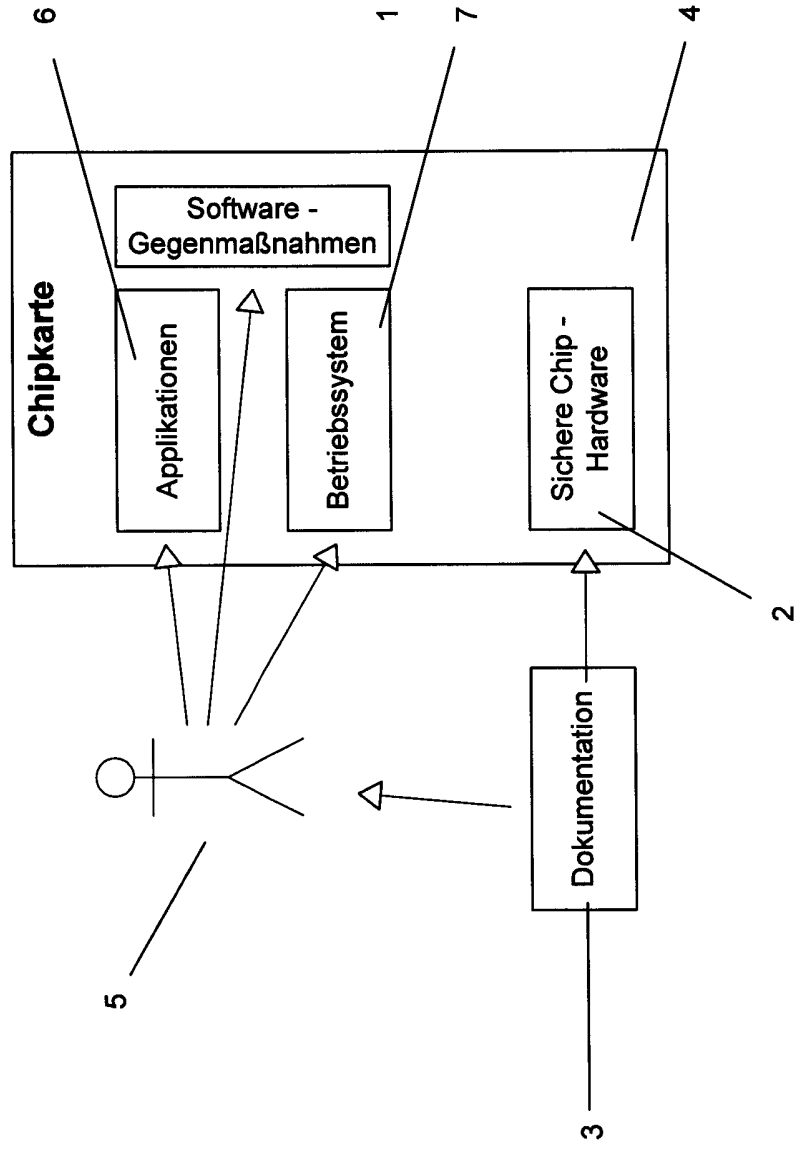 6
1
7
4
Chipkarte
Software -
Gegenmaßnahmen
Applikationen
Betriebssystem
Sichere Chip -
Hardware
2
Dokumentation
5
3